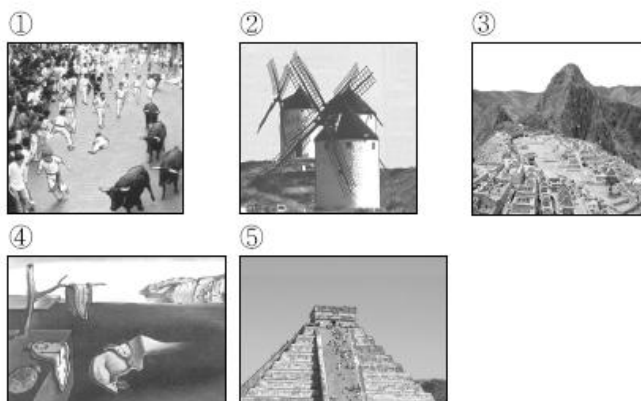 ① ② ③
④ ⑤